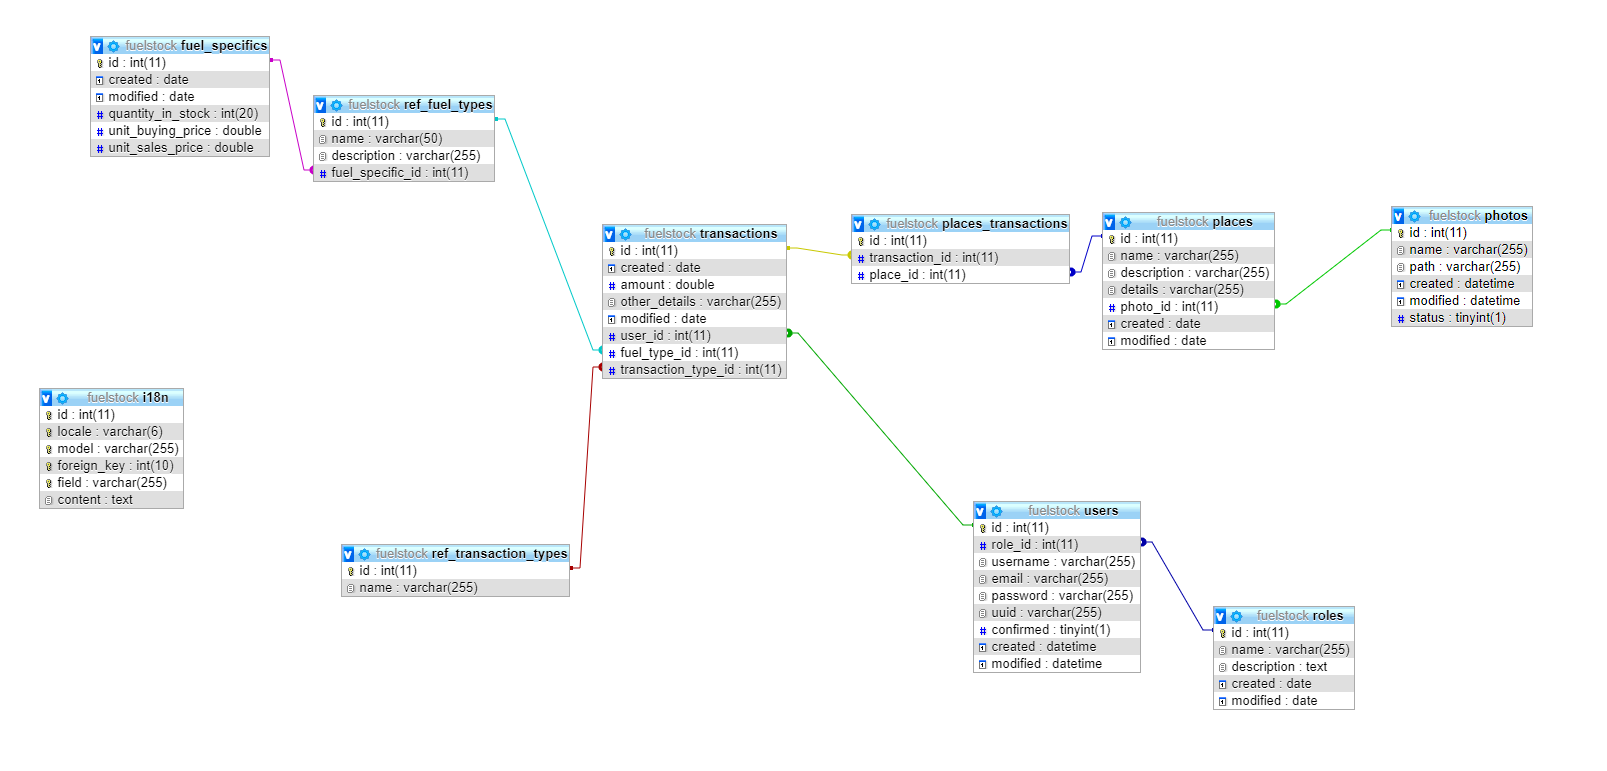 fuelstock fuel_specifics
id : int(11)
created : date
modified : date
quantity_in_stock : int(20)
unit_buying_price : double
unit_sales_price : double
fuelstock ref_fuel_types
id : int(11)
name : varchar(50)
description : varchar(255)
fuel_specific_id : int(11)
fuelstock transactions
id : int(11)
created : date
amount : double
other_details : varchar(255)
modified : date
user_id : int(11)
fuel_type_id : int(11)
transaction_type_id : int(11)
fuelstock places_transactions
id : int(11)
transaction_id : int(11)
place_id : int(11)
fuelstock places
id : int(11)
name : varchar(255)
description : varchar(255)
details : varchar(255)
photo_id : int(11)
created : date
modified : date
fuelstock photos
id : int(11)
name : varchar(255)
path : varchar(255)
created : datetime
modified : datetime
status : tinyint(1)
fuelstock i18n
id : int(11)
locale : varchar(6)
model : varchar(255)
foreign_key : int(10)
field : varchar(255)
content : text
fuelstock ref_transaction_types
id : int(11)
name : varchar(255)
fuelstock users
id : int(11)
role_id : int(11)
username : varchar(255)
email : varchar(255)
password : varchar(255)
uuid : varchar(255)
confirmed : tinyint(1)
created : datetime
modified : datetime
fuelstock roles
id : int(11)
name : varchar(255)
description : text
created : date
modified : date